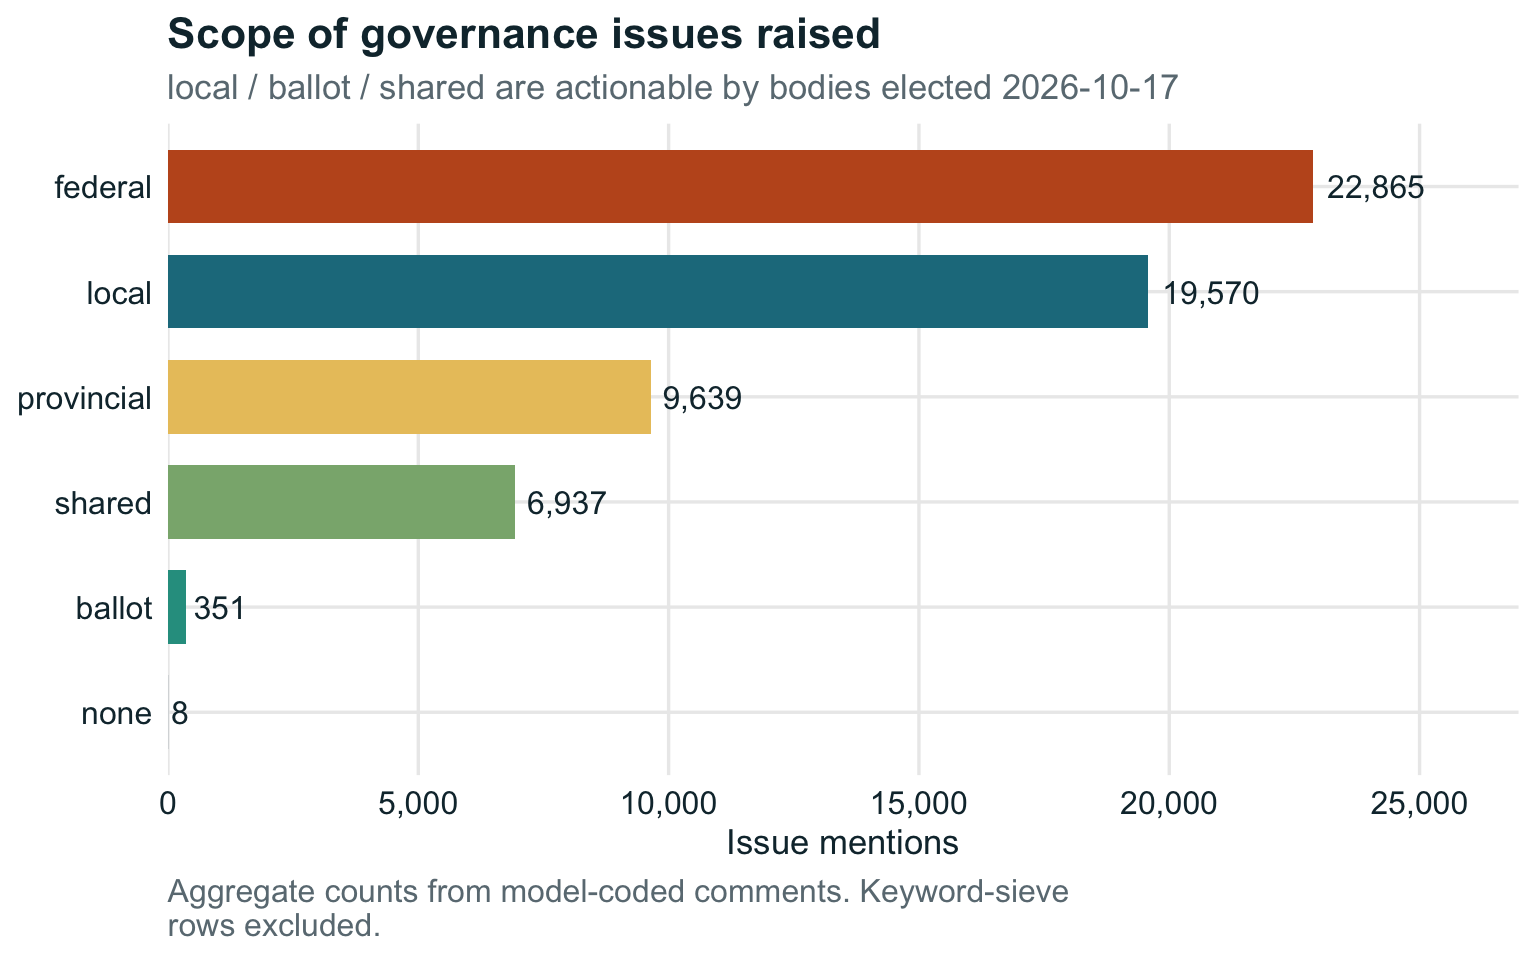 Scope of governance issues raised
local / ballot / shared are actionable by bodies elected 2026-10-17
federal 22,865
local 19,570
provincial 9,639
shared 6,937
ballot 351
none 8
0 5,000 10,000 15,000 20,000 25,000
Issue mentions
Aggregate counts from model-coded comments. Keyword-sieve
rows excluded.